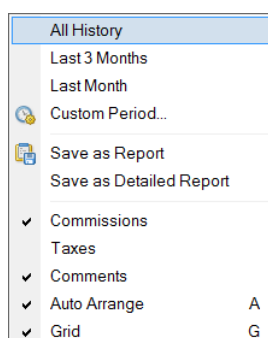 All History
Last 3 Months
Last Month
Custom Period...
Save as Report
Save as Detailed Report
Commissions
Taxes
Comments
Auto Arrange A
Grid G